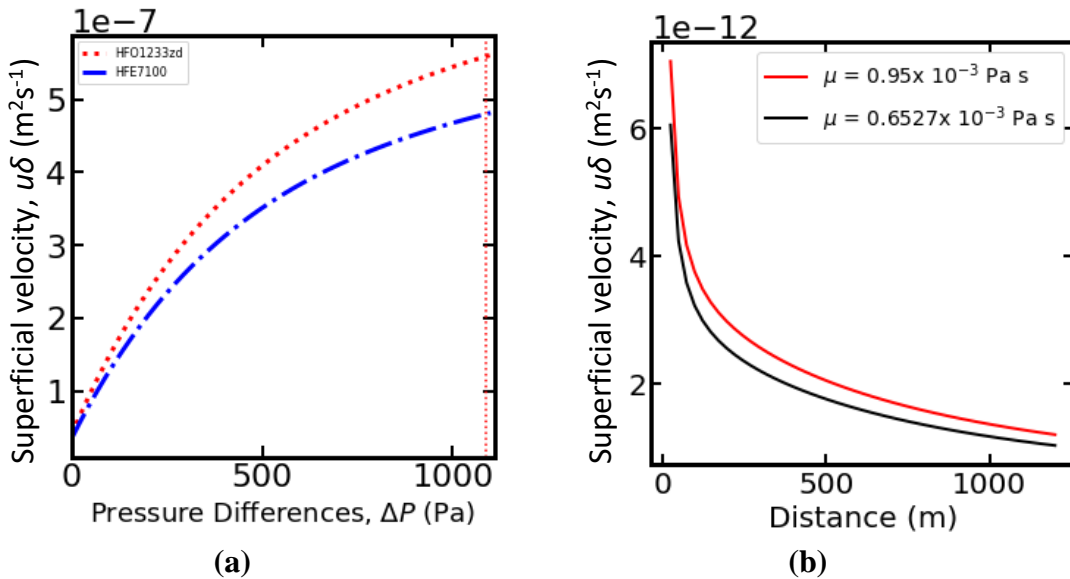 1e−7
HFO1233zd
HFE7100
Superficial velocity, uδ (m²s⁻¹)
5
4
3
2
1
0
500
1000
Pressure Differences, ΔP (Pa)
(a)
1e−12
μ = 0.95x 10⁻³ Pa s
μ = 0.6527x 10⁻³ Pa s
Superficial velocity, uδ (m²s⁻¹)
6
4
2
0
500
1000
Distance (m)
(b)